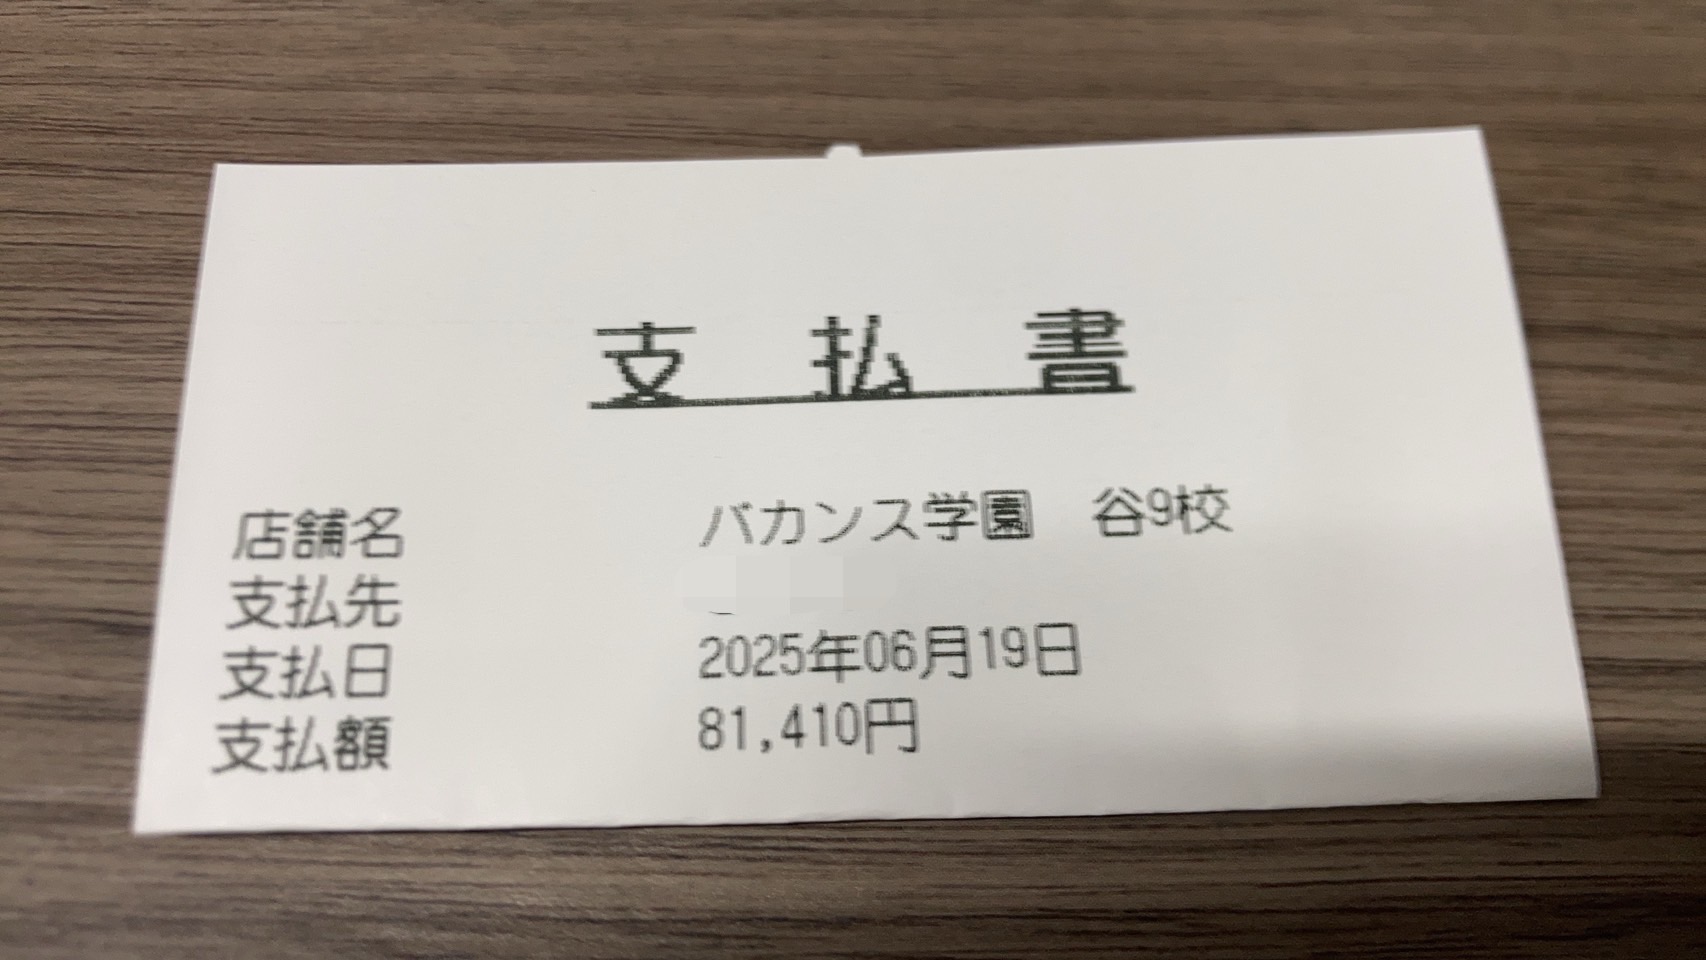 支払書
店舗名 バカンス学園 谷9校
支払先
支払日 2025年06月19日
支払額 81,410円